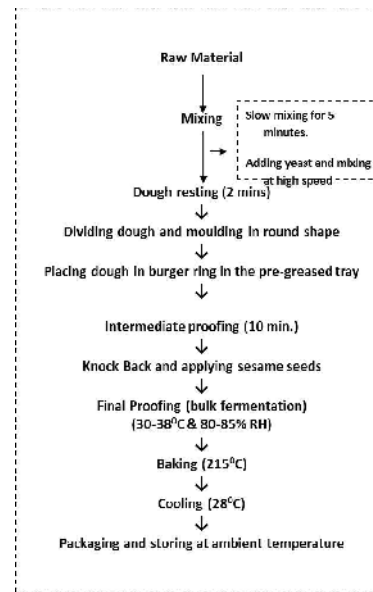 Raw Material
Mixing
Slow mixing for 5
minutes.
Adding yeast and mixing
at high speed
Dough resting (2 mins)
Dividing dough and moulding in round shape
Placing dough in burger ring in the pre-greased tray
Intermediate proofing (10 min.)
Knock Back and applying sesame seeds
Final Proofing (bulk fermentation)
(30-38⁰C & 80-85% RH)
Baking (215⁰C)
Cooling (28⁰C)
Packaging and storing at ambient temperature